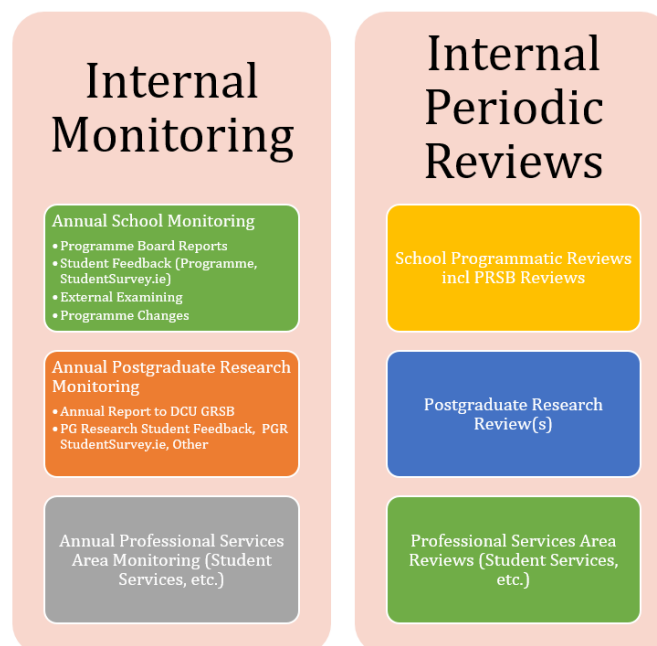 Internal
Monitoring
Annual School Monitoring
• Programme Board Reports
• Student Feedback (Programme,
StudentSurvey.ie)
• External Examining
• Programme Changes
Annual Postgraduate Research
Monitoring
• Annual Report to DCU GRSB
• PG Research Student Feedback, PGR
StudentSurvey.ie, Other
Annual Professional Services
Area Monitoring (Student
Services, etc.)
Internal
Periodic
Reviews
School Programmatic Reviews
incl PRSB Reviews
Postgraduate Research
Review(s)
Professional Services Area
Reviews (Student Services,
etc.)